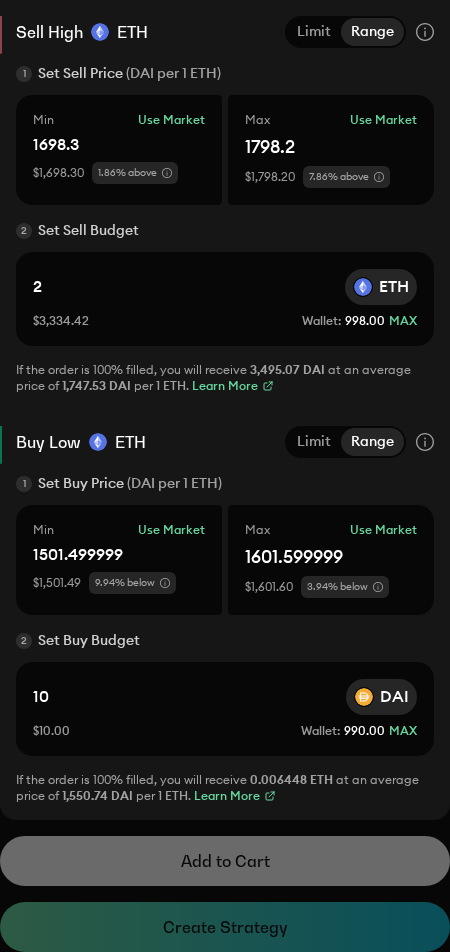 Sell High ETH Limit Range
1 Set Sell Price (DAI per 1 ETH)
Min Use Market Max Use Market
1698.3 1798.2
$1,698.30 1.86% above $1,798.20 7.86% above
2 Set Sell Budget
2 ETH
$3,334.42 Wallet: 998.00 MAX
If the order is 100% filled, you will receive 3,495.07 DAI at an average
price of 1,747.53 DAI per 1 ETH. Learn More
Buy Low ETH Limit Range
1 Set Buy Price (DAI per 1 ETH)
Min Use Market Max Use Market
1501.499999 1601.599999
$1,501.49 9.94% below $1,601.60 3.94% below
2 Set Buy Budget
10 DAI
$10.00 Wallet: 990.00 MAX
If the order is 100% filled, you will receive 0.006448 ETH at an average
price of 1,550.74 DAI per 1 ETH. Learn More
Add to Cart
Create Strategy